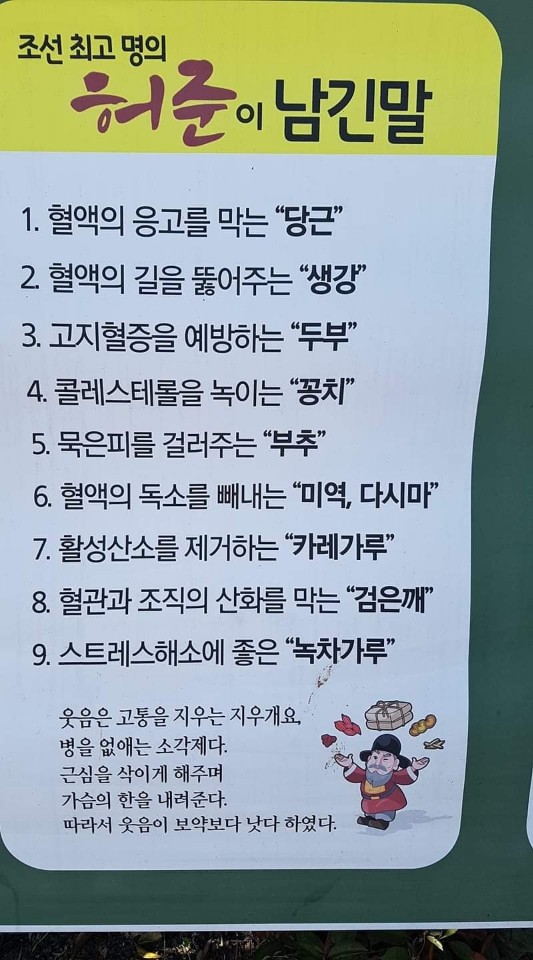 조선 최고 명의
허준이 남긴말
1. 혈액의 응고를 막는 “당근”
2. 혈액의 길을 뚫어주는 “생강”
3. 고지혈증을 예방하는 “두부”
4. 콜레스테롤을 녹이는 “꽁치”
5. 묵은피를 걸러주는 “부추”
6. 혈액의 독소를 빼내는 “미역, 다시마”
7. 활성산소를 제거하는 “카레가루”
8. 혈관과 조직의 산화를 막는 “검은깨”
9. 스트레스해소에 좋은 “녹차가루”
웃음은 고통을 지우는 지우개요,
병을 없애는 소각제다.
근심을 삭이게 해주며
가슴의 한을 내려준다.
따라서 웃음이 보약보다 낫다 하였다.